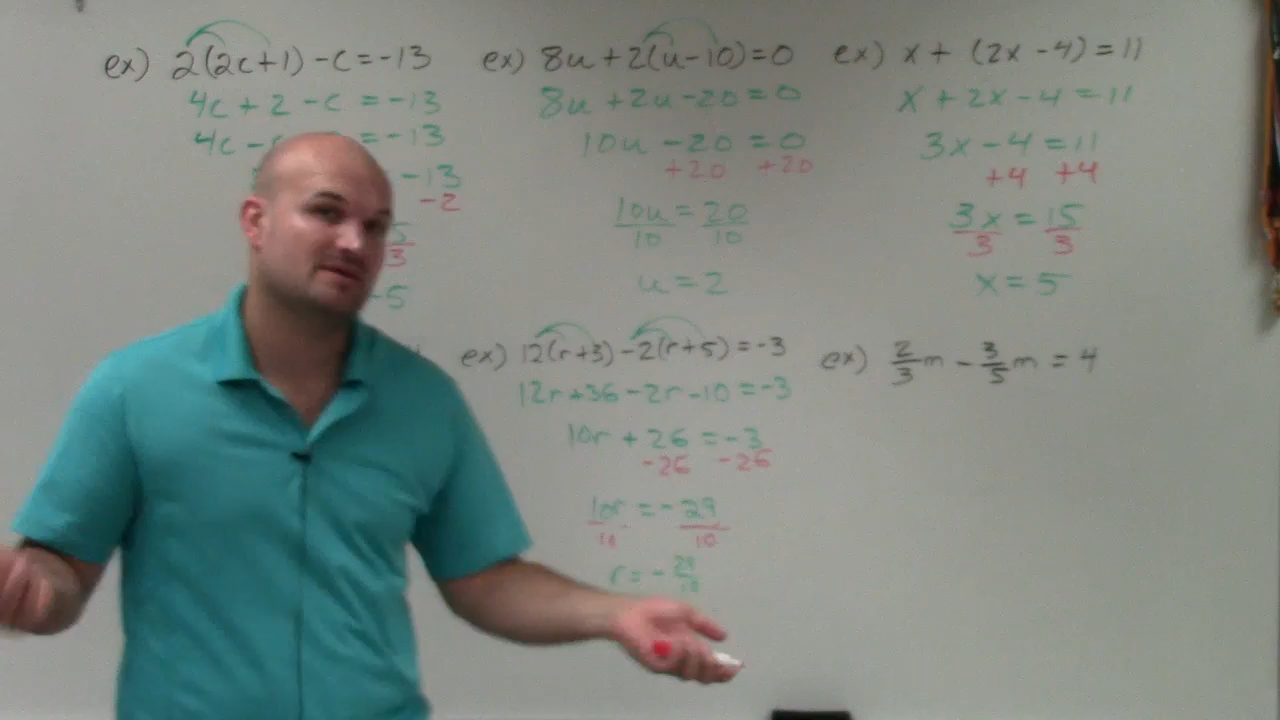 ex) 2(2c+1) - c = -13
4c + 2 - c = -13
4c - = -13
-13
-2
3
-5
ex) 8u + 2(u - 10) = 0
8u + 2u - 20 = 0
10u - 20 = 0
+20 +20
10u = 20
10 10
u = 2
ex) x + (2x - 4) = 11
x + 2x - 4 = 11
3x - 4 = 11
+4 +4
3x = 15
3 3
x = 5
ex) 12(r+3) - 2(r+5) = -3
12r + 36 - 2r - 10 = -3
10r + 26 = -3
-26 -26
10r = -29
10 10
r = - 29/10
ex) 2/3 m - 3/5 m = 4